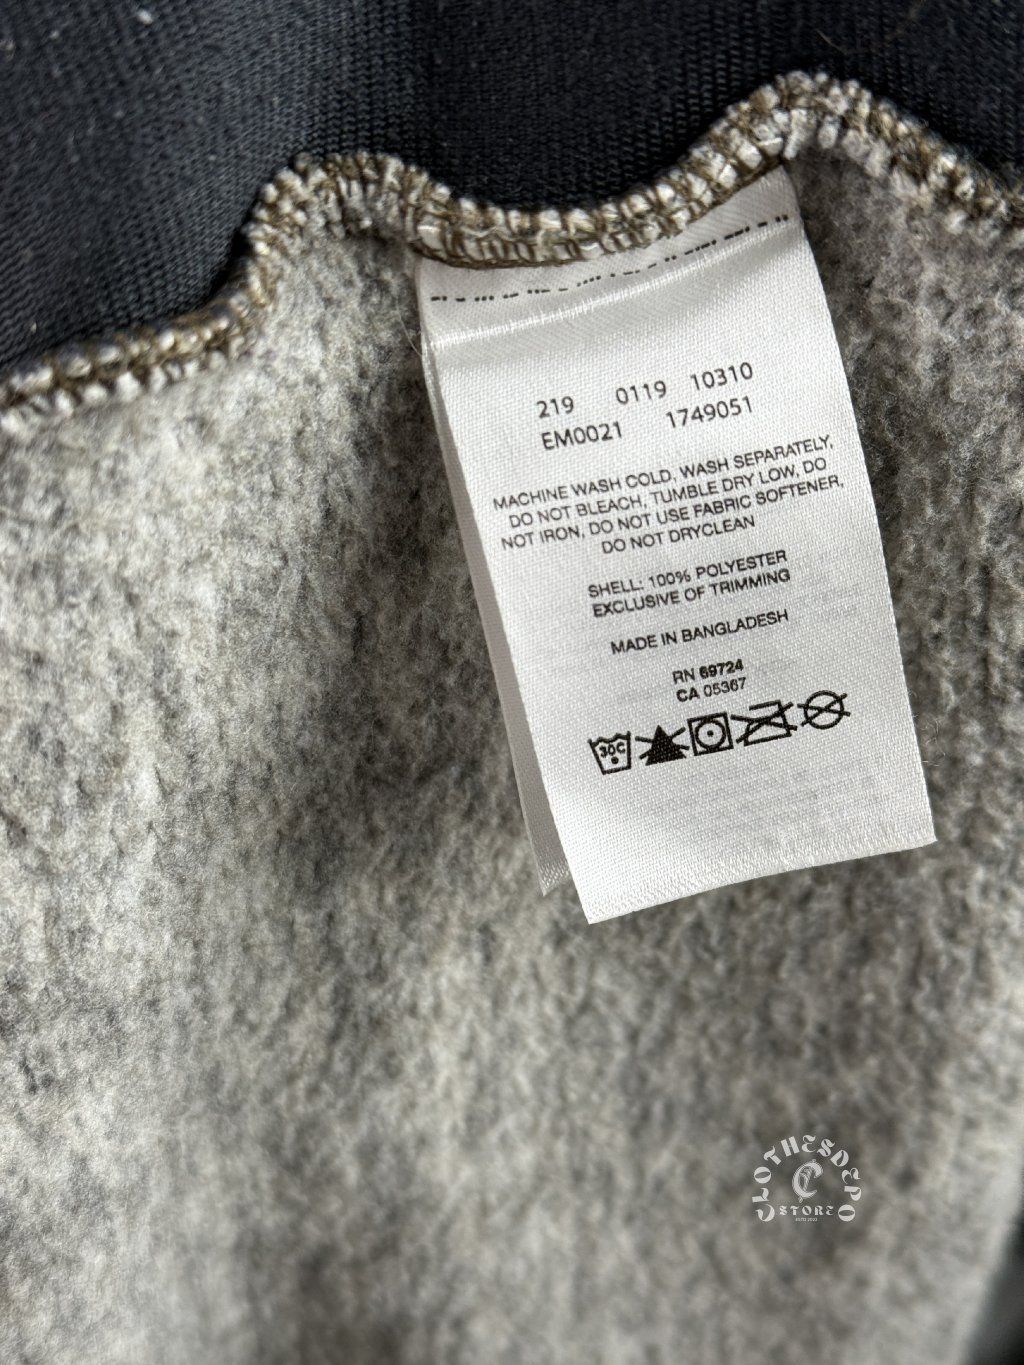 219 0119 10310
EM0021 1749051
MACHINE WASH COLD, WASH SEPARATELY,
DO NOT BLEACH, TUMBLE DRY LOW, DO
NOT IRON, DO NOT USE FABRIC SOFTENER,
DO NOT DRYCLEAN
SHELL: 100% POLYESTER
EXCLUSIVE OF TRIMMING
MADE IN BANGLADESH
RN 69724
CA 05367
30C
CLOTHESDEPO
STORE